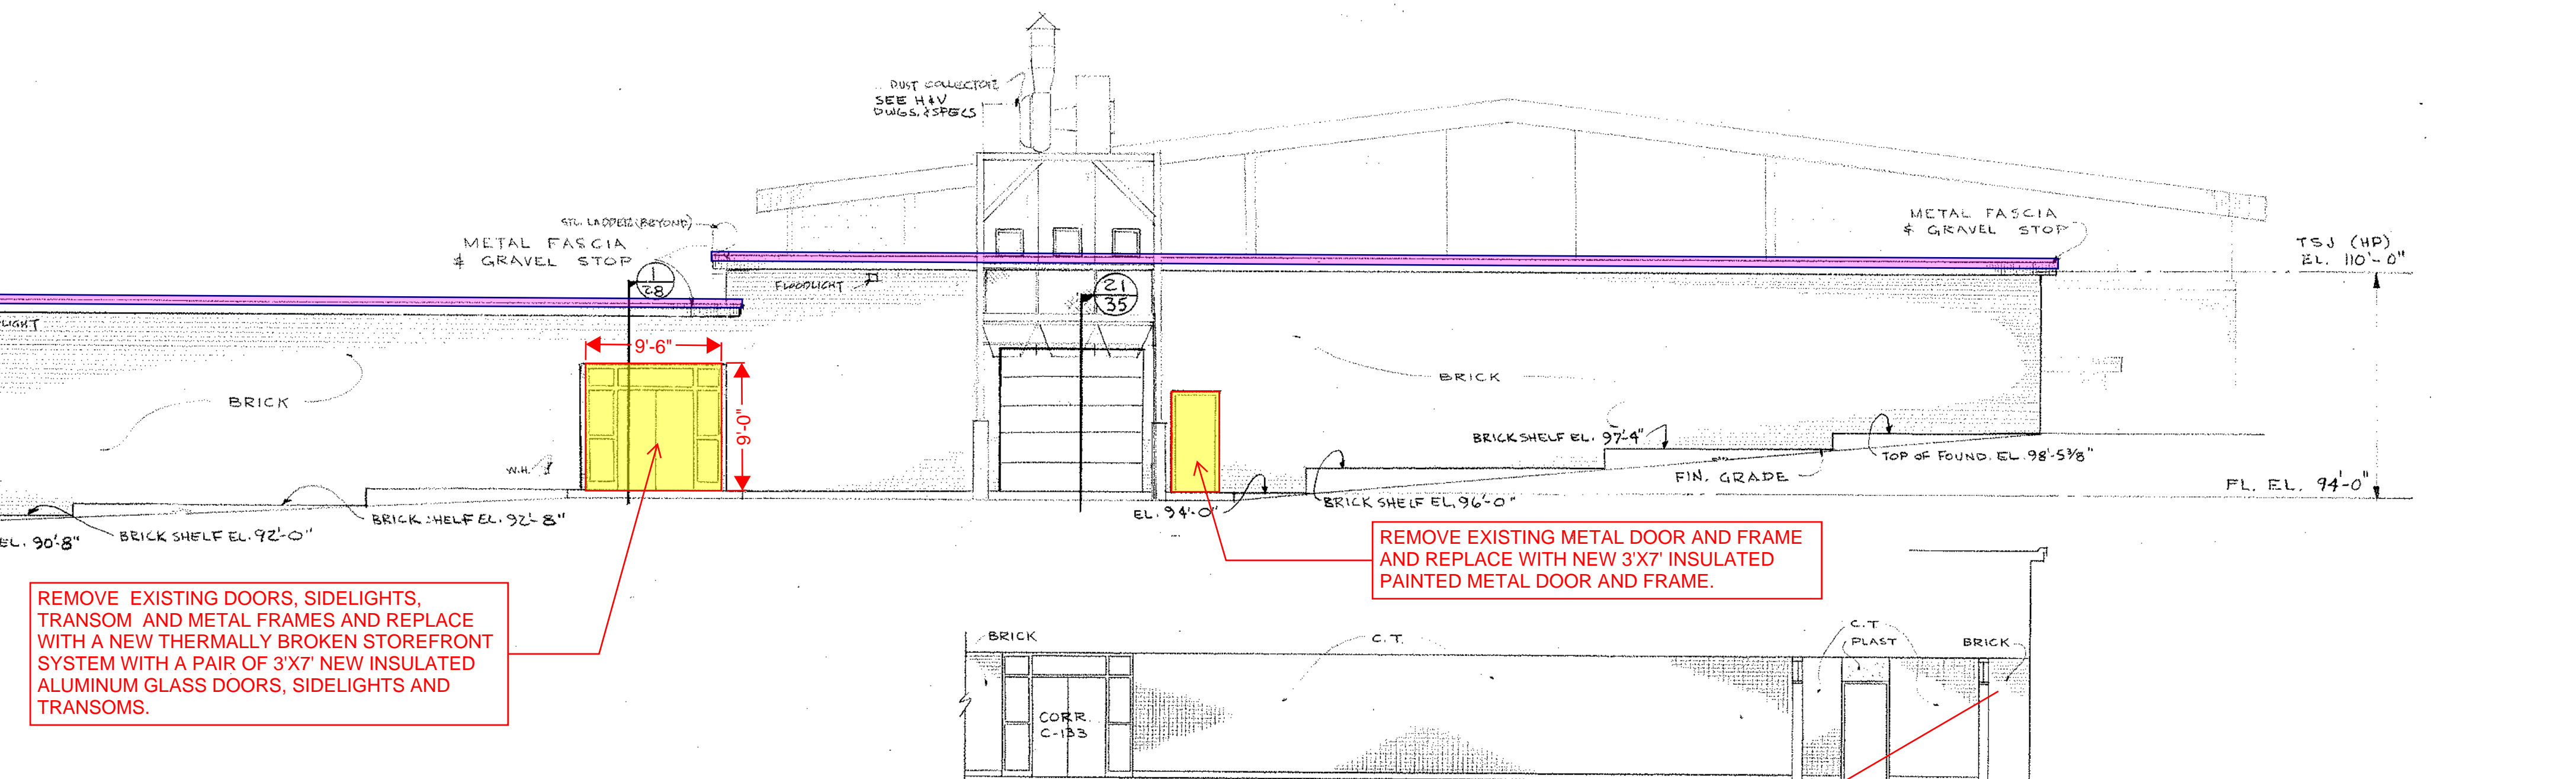 DUST COLLECTOR
SEE H&V
DWGS. & SPECS
STL. LADDER (BEYOND)
METAL FASCIA
& GRAVEL STOP
1
28
FLOODLIGHT
21
35
METAL FASCIA
& GRAVEL STOP
TSJ (HP)
EL. 110'-0"
LIGHT
9'-6"
9'-0"
BRICK
BRICK
W.H.
BRICK SHELF EL. 97'-4"
TOP OF FOUND. EL. 98'-5 3/8"
FIN. GRADE
FL. EL. 94'-0"
BRICK SHELF EL. 96'-0"
EL. 94'-0"
BRICK SHELF EL. 92'-8"
BRICK SHELF EL. 92'-0"
EL. 90'-8"
REMOVE EXISTING METAL DOOR AND FRAME
AND REPLACE WITH NEW 3'X7' INSULATED
PAINTED METAL DOOR AND FRAME.
REMOVE  EXISTING DOORS, SIDELIGHTS,
TRANSOM  AND METAL FRAMES AND REPLACE
WITH A NEW THERMALLY BROKEN STOREFRONT
SYSTEM WITH A PAIR OF 3'X7' NEW INSULATED
ALUMINUM GLASS DOORS, SIDELIGHTS AND
TRANSOMS.
BRICK
C.T.
C.T.
PLAST
BRICK
CORR.
C-133